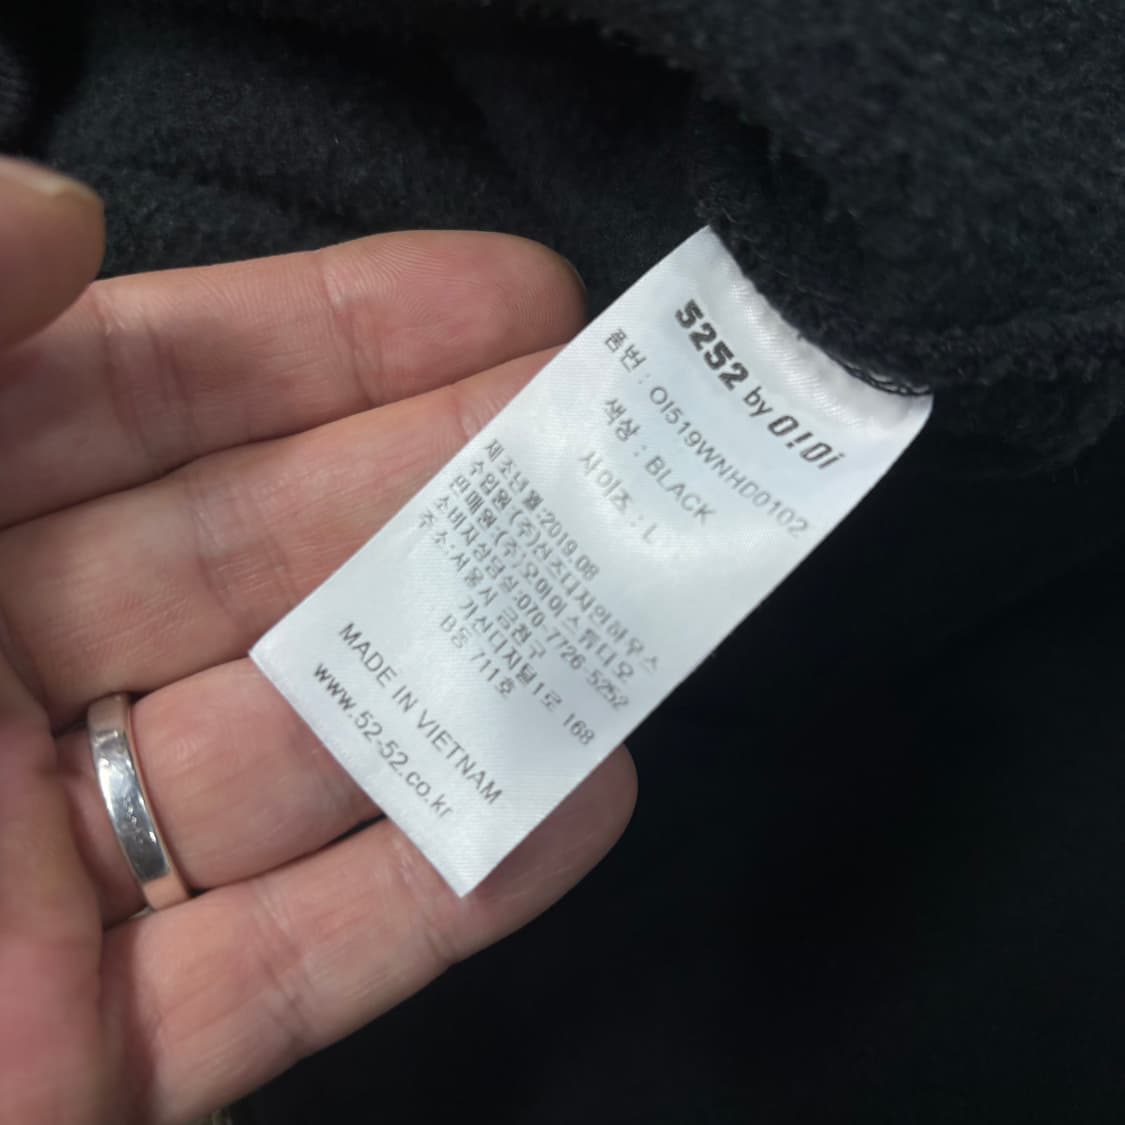 5252 by O!Oi
품번 : OI519WNHD0102
색상 : BLACK
사이즈 : L
제조년월:2019.08
수입원:(주)선조디자인하우스
판매원:(주)오아이스튜디오
소비자상담실:070-7726-5252
주소:서울시 금천구
가산디지털1로 168
B동 711호
MADE IN VIETNAM
www.52-52.co.kr